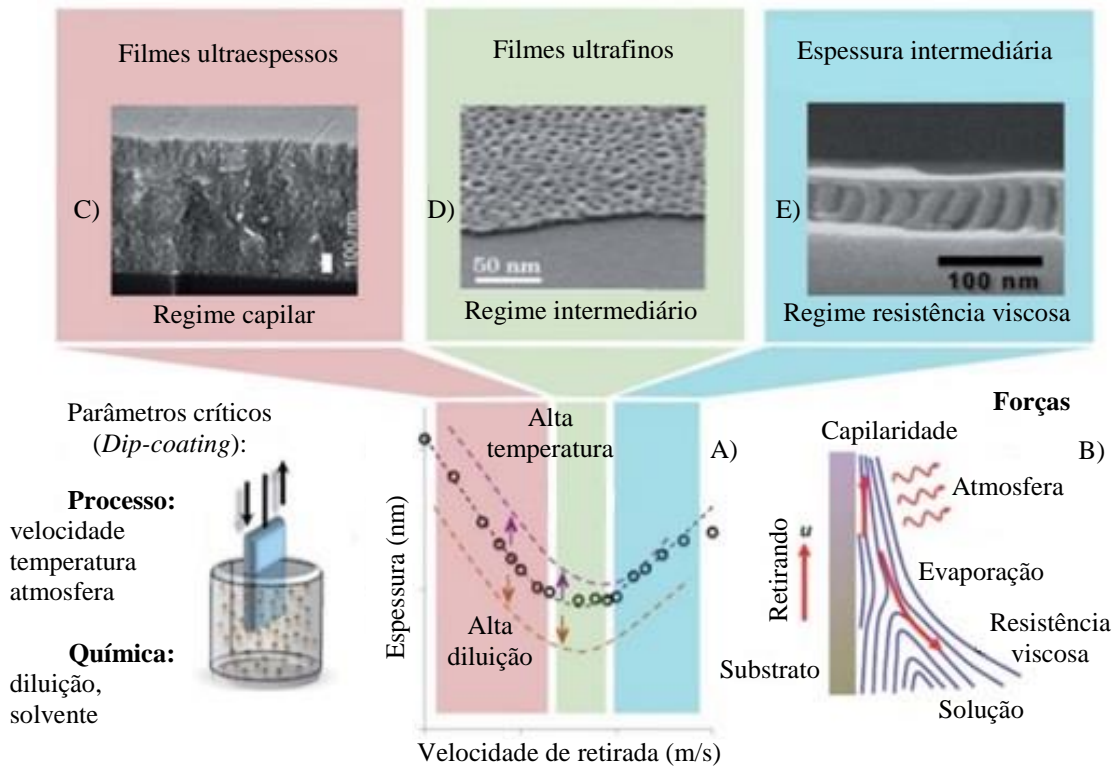 Filmes ultraespessos
C)
100 nm
Regime capilar
Filmes ultrafinos
D)
50 nm
Regime intermediário
Espessura intermediária
E)
100 nm
Regime resistência viscosa
Parâmetros críticos
(Dip-coating):
Processo:
velocidade
temperatura
atmosfera
Química:
diluição,
solvente
A)
Alta
temperatura
Alta
diluição
Espessura (nm)
Velocidade de retirada (m/s)
Forças
B)
Capilaridade
Atmosfera
u
Retirando
Evaporação
Resistência
viscosa
Substrato
Solução